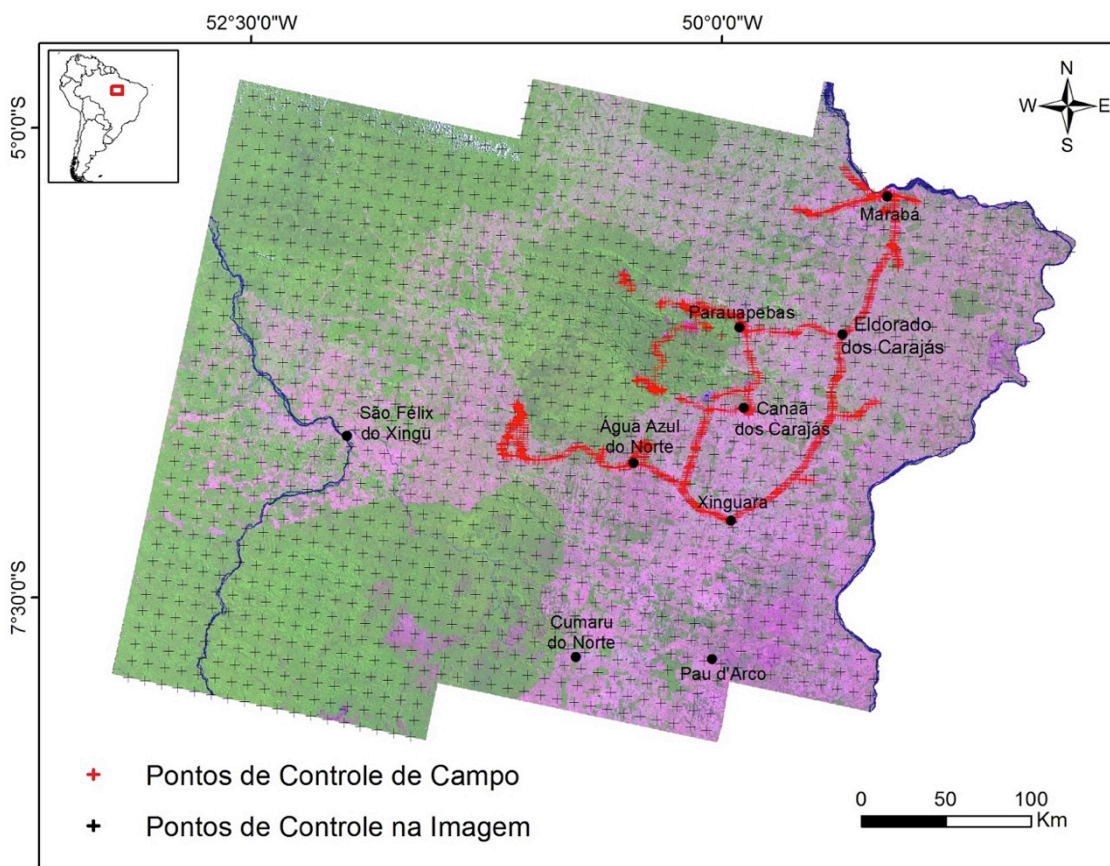 52°30'0"W
50°0'0"W
5°0'0"S
7°30'0"S
N
W
E
S
Marabá
Parauapebas
Eldorado
dos Carajás
São Félix
do Xingu
Canaã
dos Carajás
Água Azul
do Norte
Xinguara
Cumaru
do Norte
Pau d'Arco
Pontos de Controle de Campo
Pontos de Controle na Imagem
0
50
100
Km